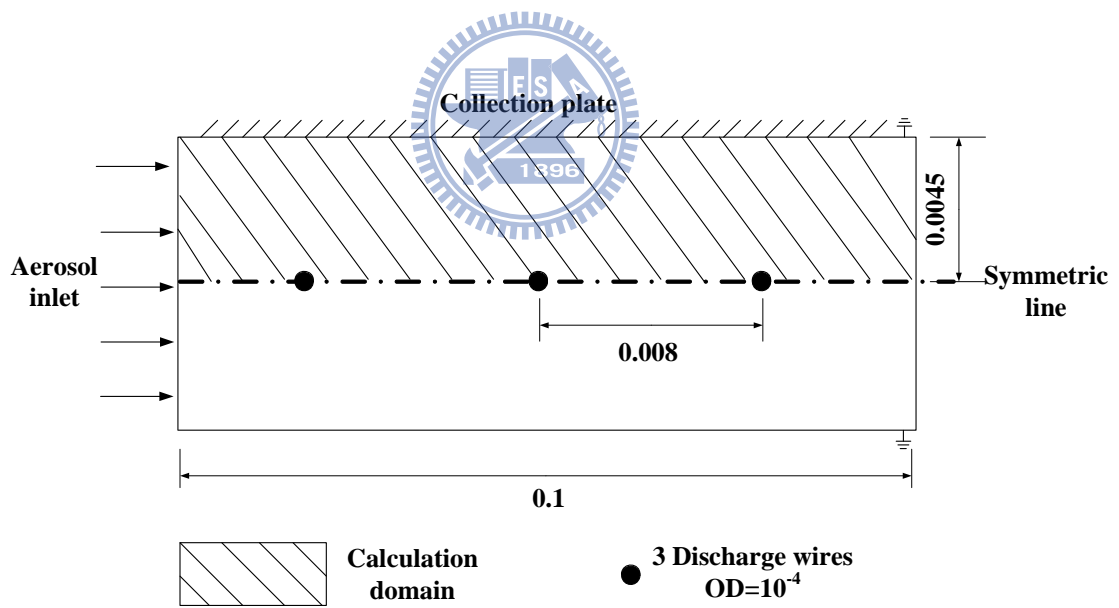 E S A
Collection plate
1896
0.0045
Aerosol
inlet
Symmetric
line
0.008
0.1
Calculation
domain
3 Discharge wires
OD=10⁻⁴